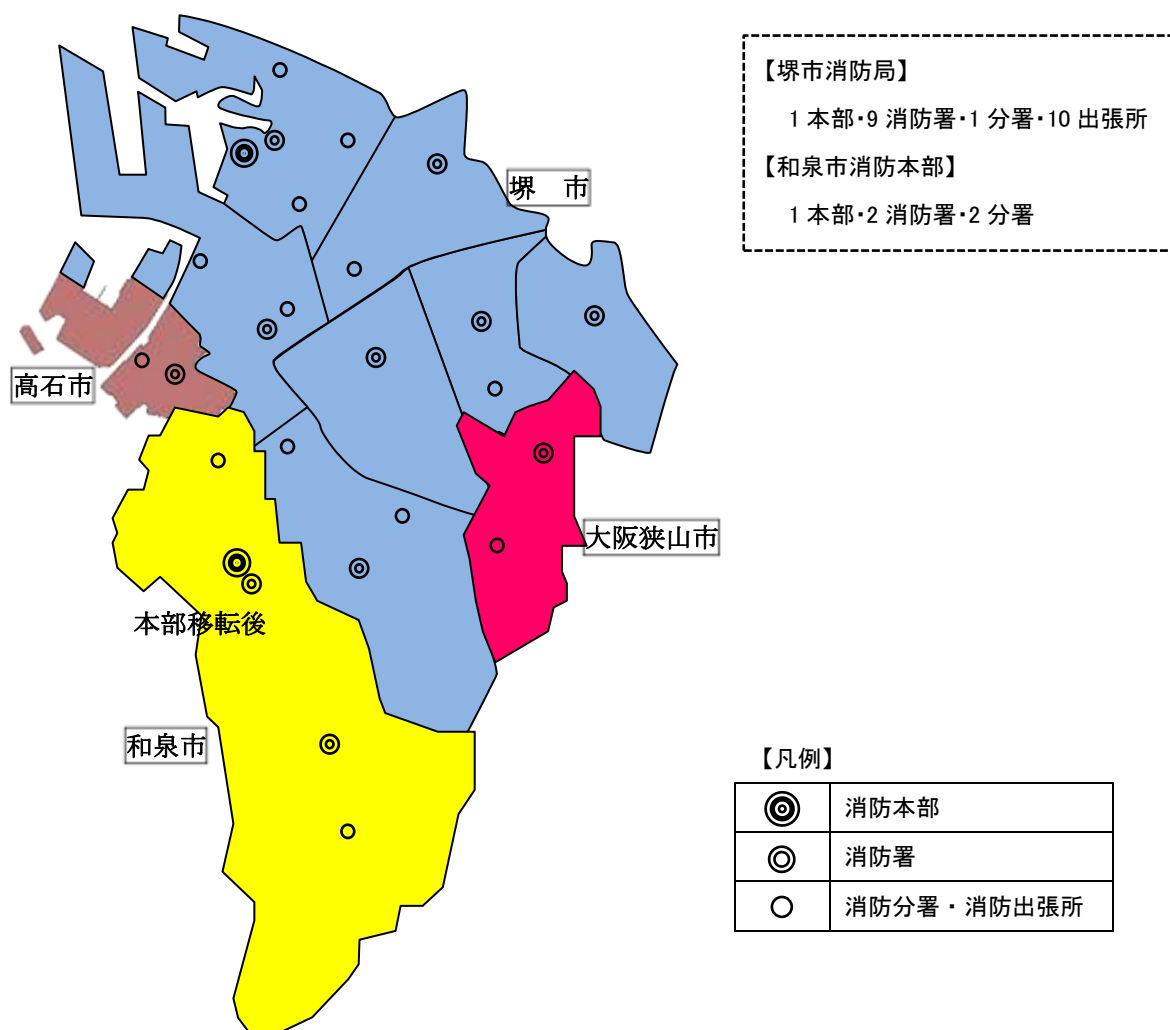 【堺市消防局】
1 本部・9 消防署・1 分署・10 出張所
【和泉市消防本部】
1 本部・2 消防署・2 分署
堺　市
高石市
大阪狭山市
本部移転後
和泉市
【凡例】
消防本部
消防署
消防分署・消防出張所